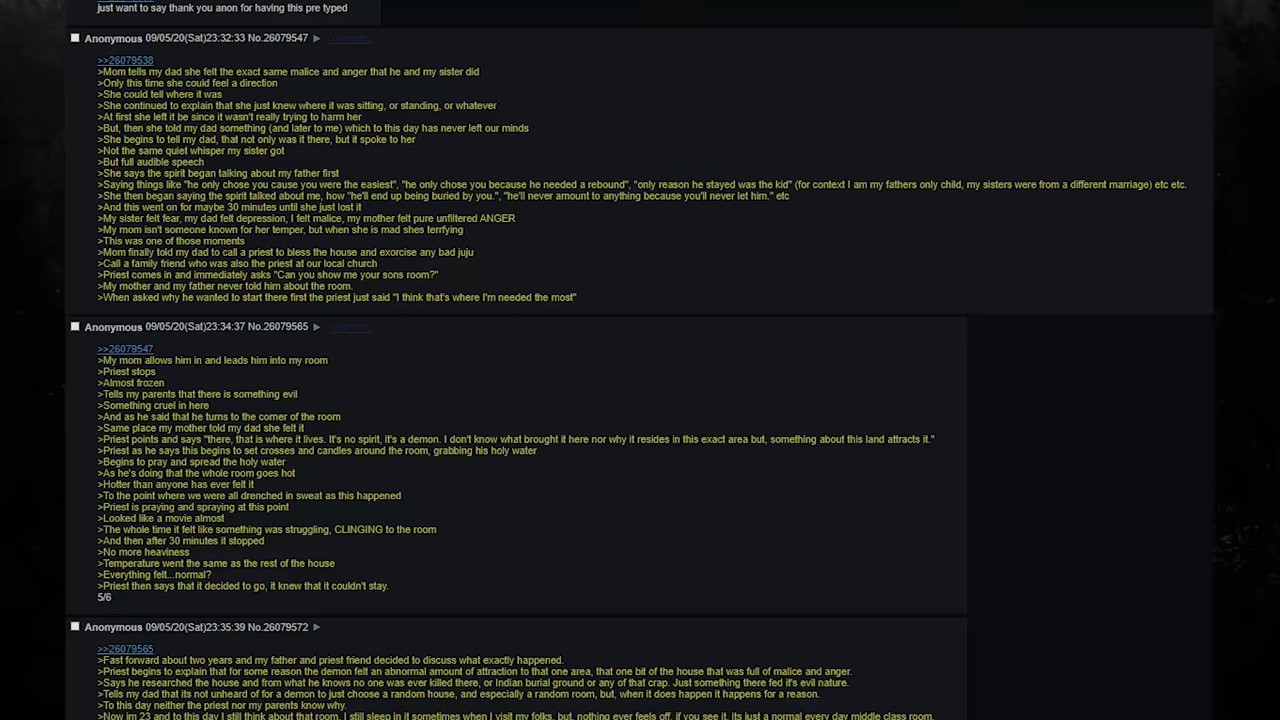 just want to say thank you anon for having this pre typed
Anonymous 09/05/20(Sat)23:32:33 No.26079547 ▶
>>26079538
>Mom tells my dad she felt the exact same malice and anger that he and my sister did
>Only this time she could feel a direction
>She could tell where it was
>She continued to explain that she just knew where it was sitting, or standing, or whatever
>At first she left it be since it wasn't really trying to harm her
>But, then she told my dad something (and later to me) which to this day has never left our minds
>She begins to tell my dad, that not only was it there, but it spoke to her
>Not the same quiet whisper my sister got
>But full audible speech
>She says the spirit began talking about my father first
>Saying things like "he only chose you cause you were the easiest", "he only chose you because he needed a rebound", "only reason he stayed was the kid" (for context I am my fathers only child, my sisters were from a different marriage) etc etc.
>She then began saying the spirit talked about me, how "he'll end up being buried by you.", "he'll never amount to anything because you'll never let him." etc
>And this went on for maybe 30 minutes until she just lost it
>My sister felt fear, my dad felt depression, I felt malice, my mother felt pure unfiltered ANGER
>My mom isn't someone known for her temper, but when she is mad shes terrfying
>This was one of those moments
>Mom finally told my dad to call a priest to bless the house and exorcise any bad juju
>Call a family friend who was also the priest at our local church
>Priest comes in and immediately asks "Can you show me your sons room?"
>My mother and my father never told him about the room.
>When asked why he wanted to start there first the priest just said "I think that's where I'm needed the most"
Anonymous 09/05/20(Sat)23:34:37 No.26079565 ▶
>>26079547
>My mom allows him in and leads him into my room
>Priest stops
>Almost frozen
>Tells my parents that there is something evil
>Something cruel in here
>And as he said that he turns to the corner of the room
>Same place my mother told my dad she felt it
>Priest points and says "there, that is where it lives. It's no spirit, it's a demon. I don't know what brought it here nor why it resides in this exact area but, something about this land attracts it."
>Priest as he says this begins to set crosses and candles around the room, grabbing his holy water
>Begins to pray and spread the holy water
>As he's doing that the whole room goes hot
>Hotter than anyone has ever felt it
>To the point where we were all drenched in sweat as this happened
>Priest is praying and spraying at this point
>Looked like a movie almost
>The whole time it felt like something was struggling, CLINGING to the room
>And then after 30 minutes it stopped
>No more heaviness
>Temperature went the same as the rest of the house
>Everything felt...normal?
>Priest then says that it decided to go, it knew that it couldn't stay.
5/6
Anonymous 09/05/20(Sat)23:35:39 No.26079572 ▶
>>26079565
>Fast forward about two years and my father and priest friend decided to discuss what exactly happened.
>Priest begins to explain that for some reason the demon felt an abnormal amount of attraction to that one area, that one bit of the house that was full of malice and anger.
>Says he researched the house and from what he knows no one was ever killed there, or Indian burial ground or any of that crap. Just something there fed it's evil nature.
>Tells my dad that its not unheard of for a demon to just choose a random house, and especially a random room, but, when it does happen it happens for a reason.
>To this day neither the priest nor my parents know why.
>Now im 23 and to this day I still think about that room, I still sleep in it sometimes when I visit my folks, but, nothing ever feels off, if you see it, its just a normal every day middle class room.